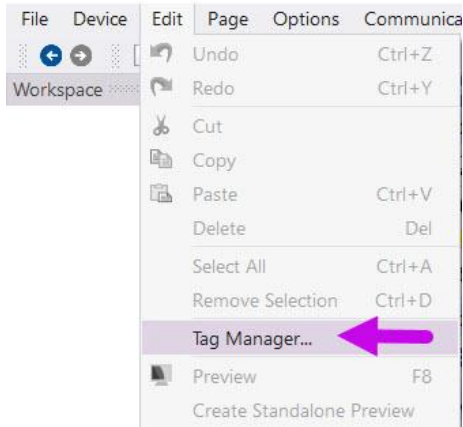 File Device Edit Page Options Communica
Workspace
Undo Ctrl+Z
Redo Ctrl+Y
Cut
Copy
Paste Ctrl+V
Delete Del
Select All Ctrl+A
Remove Selection Ctrl+D
Tag Manager...
Preview F8
Create Standalone Preview